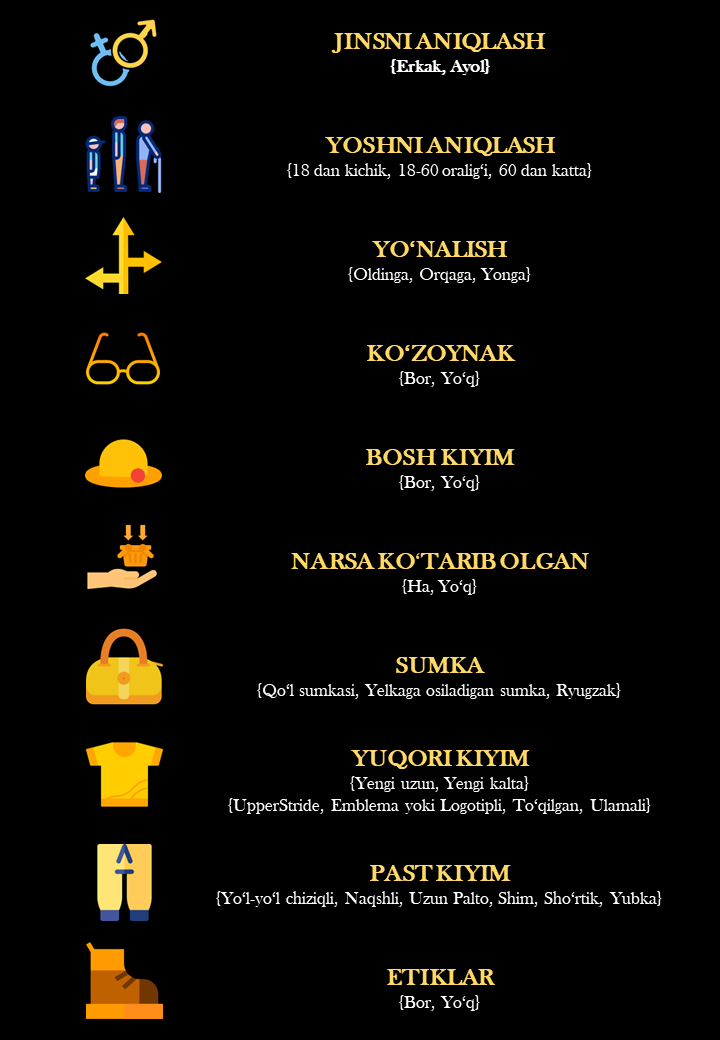 JINSNI ANIQLASH
{Erkak, Ayol}
YOSHNI ANIQLASH
{18 dan kichik, 18-60 oralig‘i, 60 dan katta}
YO‘NALISH
{Oldinga, Orqaga, Yonga}
KO‘ZOYNAK
{Bor, Yo‘q}
BOSH KIYIM
{Bor, Yo‘q}
NARSA KO‘TARIB OLGAN
{Ha, Yo‘q}
SUMKA
{Qo‘l sumkasi, Yelkaga osiladigan sumka, Ryugzak}
YUQORI KIYIM
{Yengi uzun, Yengi kalta}
{UpperStride, Emblema yoki Logotipli, To‘qilgan, Ulamali}
PAST KIYIM
{Yo‘l-yo‘l chiziqli, Naqshli, Uzun Palto, Shim, Sho‘rtik, Yubka}
ETIKLAR
{Bor, Yo‘q}